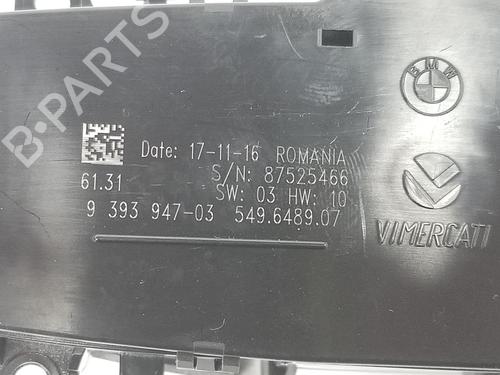 BMW
Date: 17-11-16 ROMANIA
S/N: 87525466
61.31
SW: 03 HW: 10
9 393 947-03 549.6489.07
VIMERCATI
B-PARTS